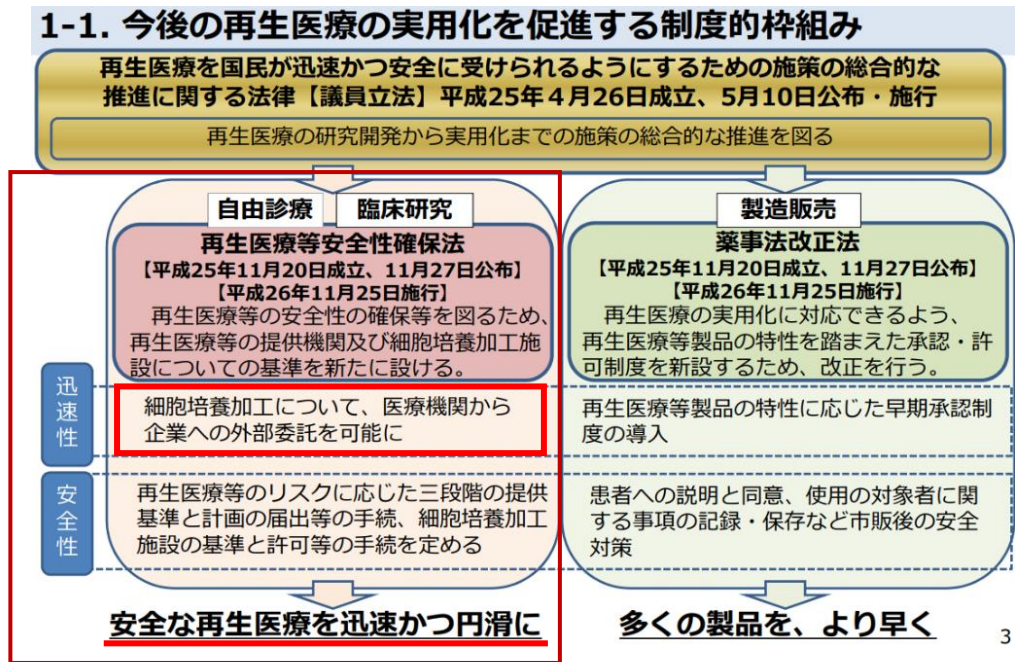 1-1. 今後の再生医療の実用化を促進する制度的枠組み
再生医療を国民が迅速かつ安全に受けられるようにするための施策の総合的な
推進に関する法律【議員立法】平成25年４月26日成立、5月10日公布・施行
再生医療の研究開発から実用化までの施策の総合的な推進を図る
自由診療
臨床研究
再生医療等安全性確保法
【平成25年11月20日成立、11月27日公布】
【平成26年11月25日施行】
再生医療等の安全性の確保等を図るため、
再生医療等の提供機関及び細胞培養加工施
設についての基準を新たに設ける。
製造販売
薬事法改正法
【平成25年11月20日成立、11月27日公布】
【平成26年11月25日施行】
再生医療の実用化に対応できるよう、
再生医療等製品の特性を踏まえた承認・許
可制度を新設するため、改正を行う。
迅速性
細胞培養加工について、医療機関から
企業への外部委託を可能に
再生医療等製品の特性に応じた早期承認制
度の導入
安全性
再生医療等のリスクに応じた三段階の提供
基準と計画の届出等の手続、細胞培養加工
施設の基準と許可等の手続を定める
患者への説明と同意、使用の対象者に関
する事項の記録・保存など市販後の安全
対策
安全な再生医療を迅速かつ円滑に
多くの製品を、より早く
3